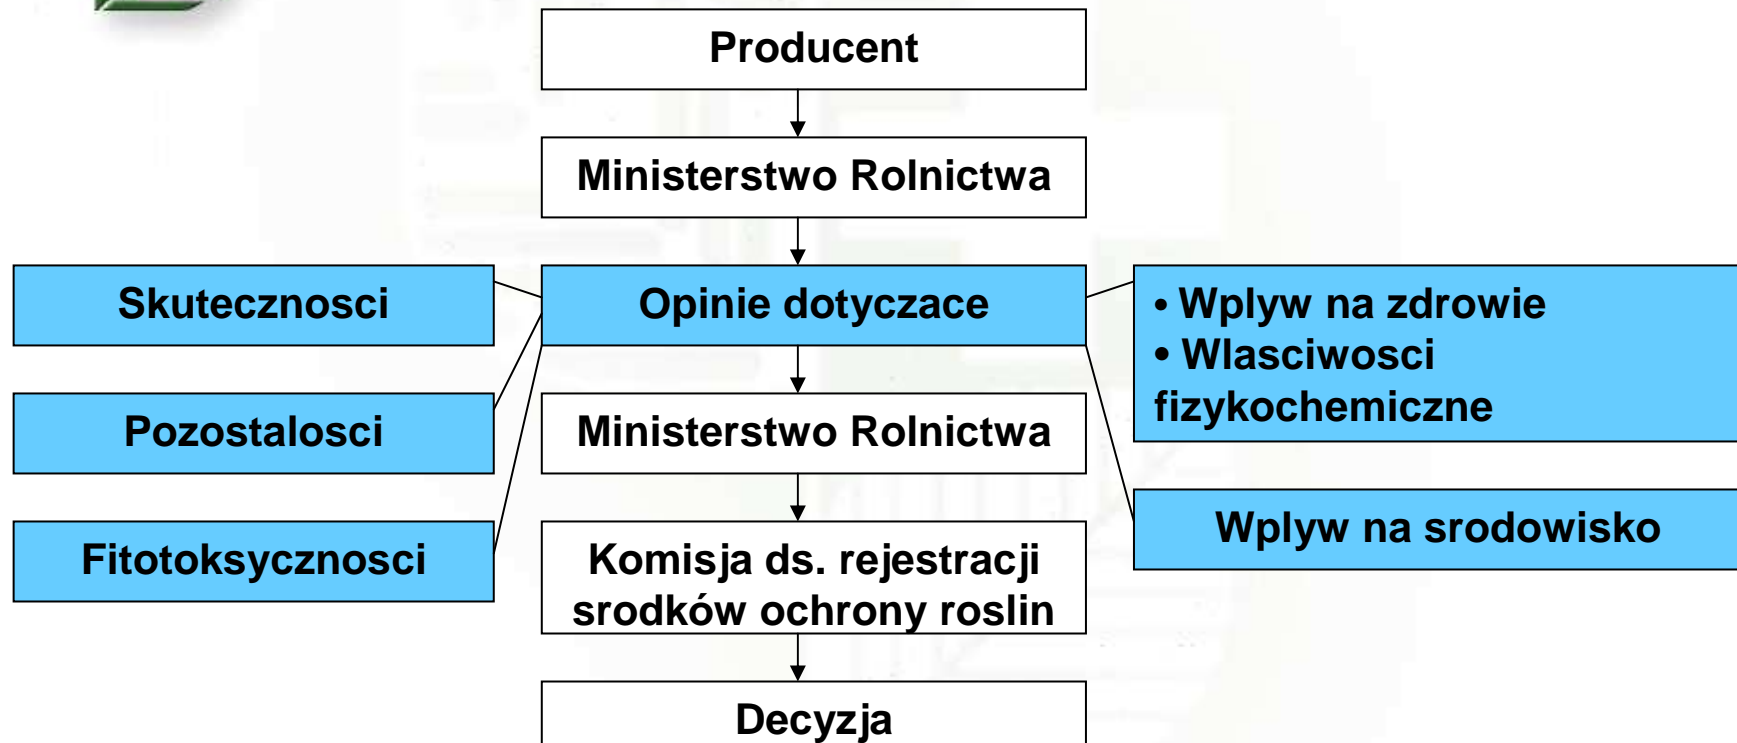 Producent
Ministerstwo Rolnictwa
Skutecznosci
Opinie dotyczace
• Wplyw na zdrowie
• Wlasciwosci
fizykochemiczne
Pozostalosci
Ministerstwo Rolnictwa
Fitotoksycznosci
Komisja ds. rejestracji
srodków ochrony roslin
Wplyw na srodowisko
Decyzja